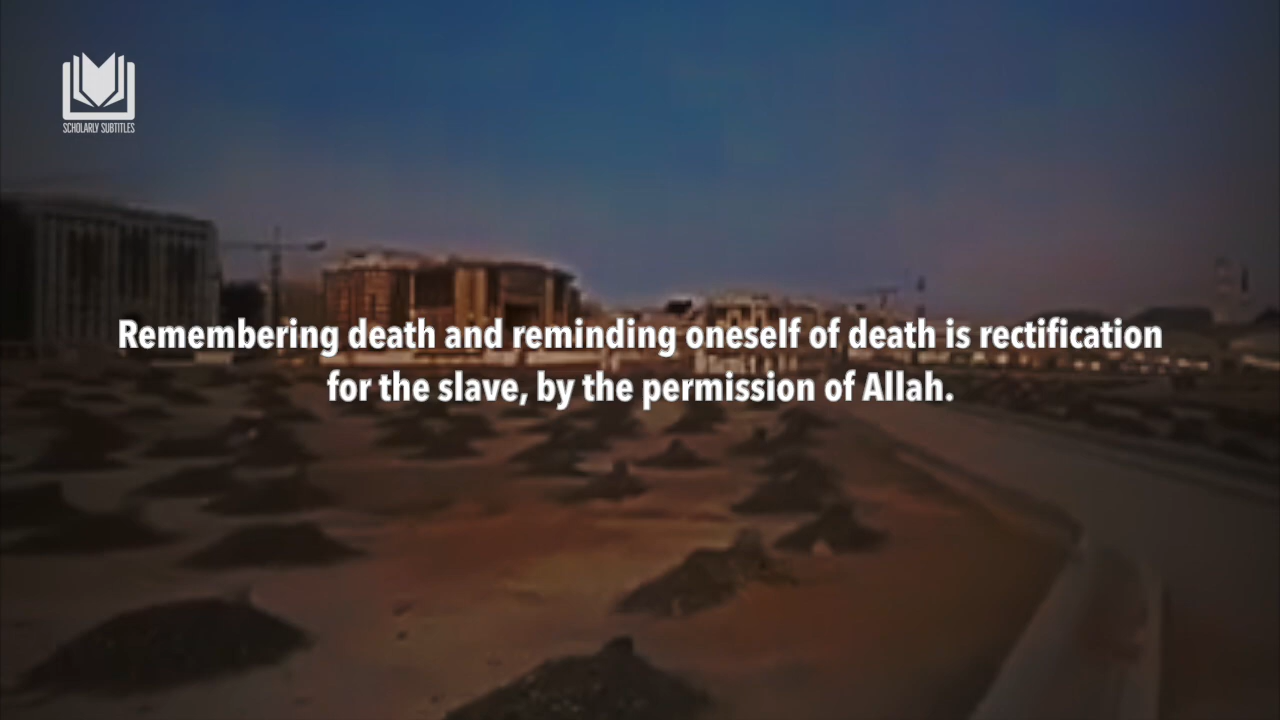 SCHOLARLY SUBTITLES
Remembering death and reminding oneself of death is rectification
for the slave, by the permission of Allah.